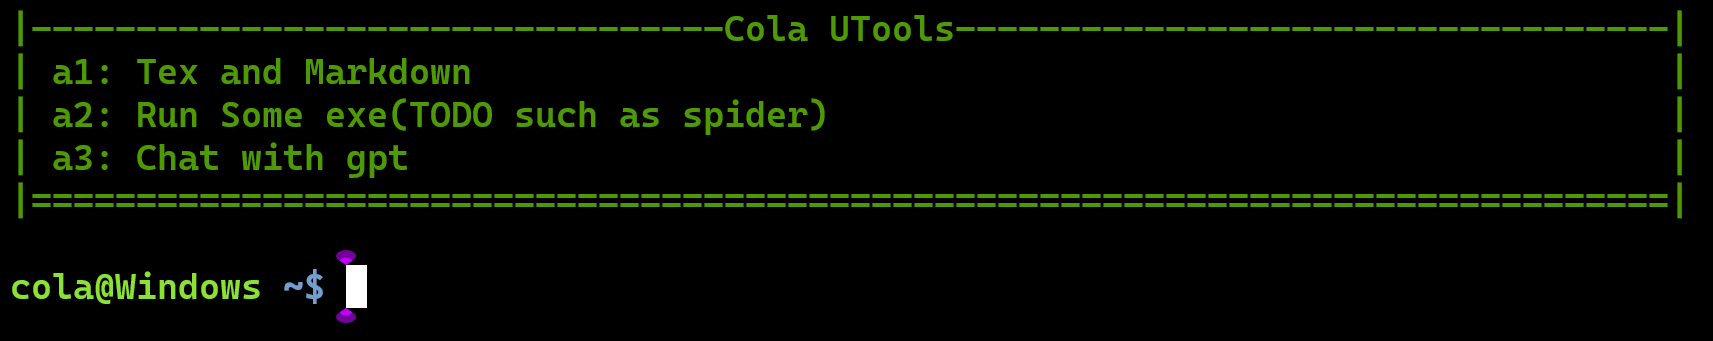 |---------------------------------Cola UTools----------------------------------|
| a1: Tex and Markdown                                                         |
| a2: Run Some exe(TODO such as spider)                                        |
| a3: Chat with gpt                                                            |
|==============================================================================|
cola@Windows ~$